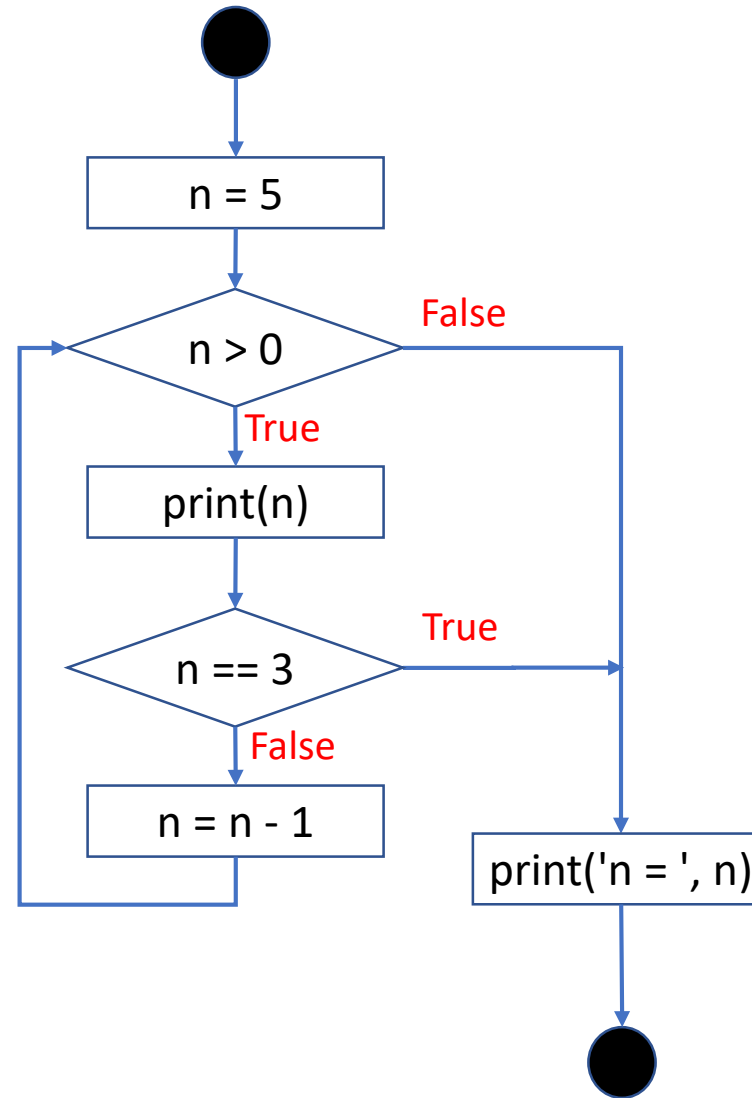 n = 5
n > 0
False
True
print(n)
n == 3
True
False
n = n - 1
print('n = ', n)